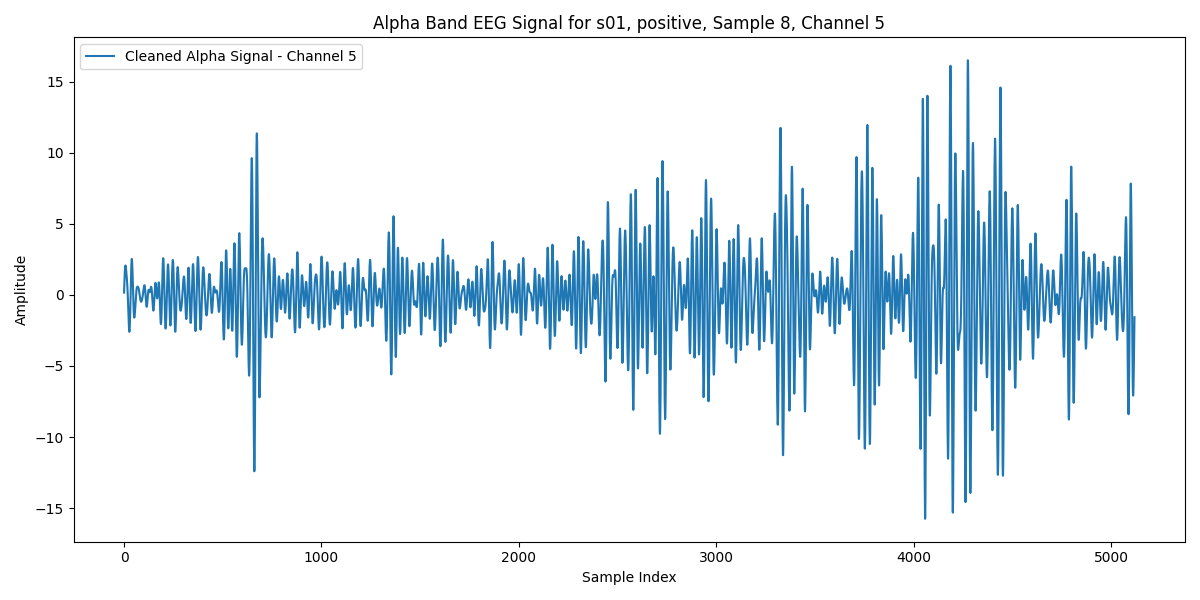 Alpha Band EEG Signal for s01, positive, Sample 8, Channel 5
Cleaned Alpha Signal - Channel 5
Amplitude
15
10
5
0
−5
−10
−15
0 1000 2000 3000 4000 5000
Sample Index